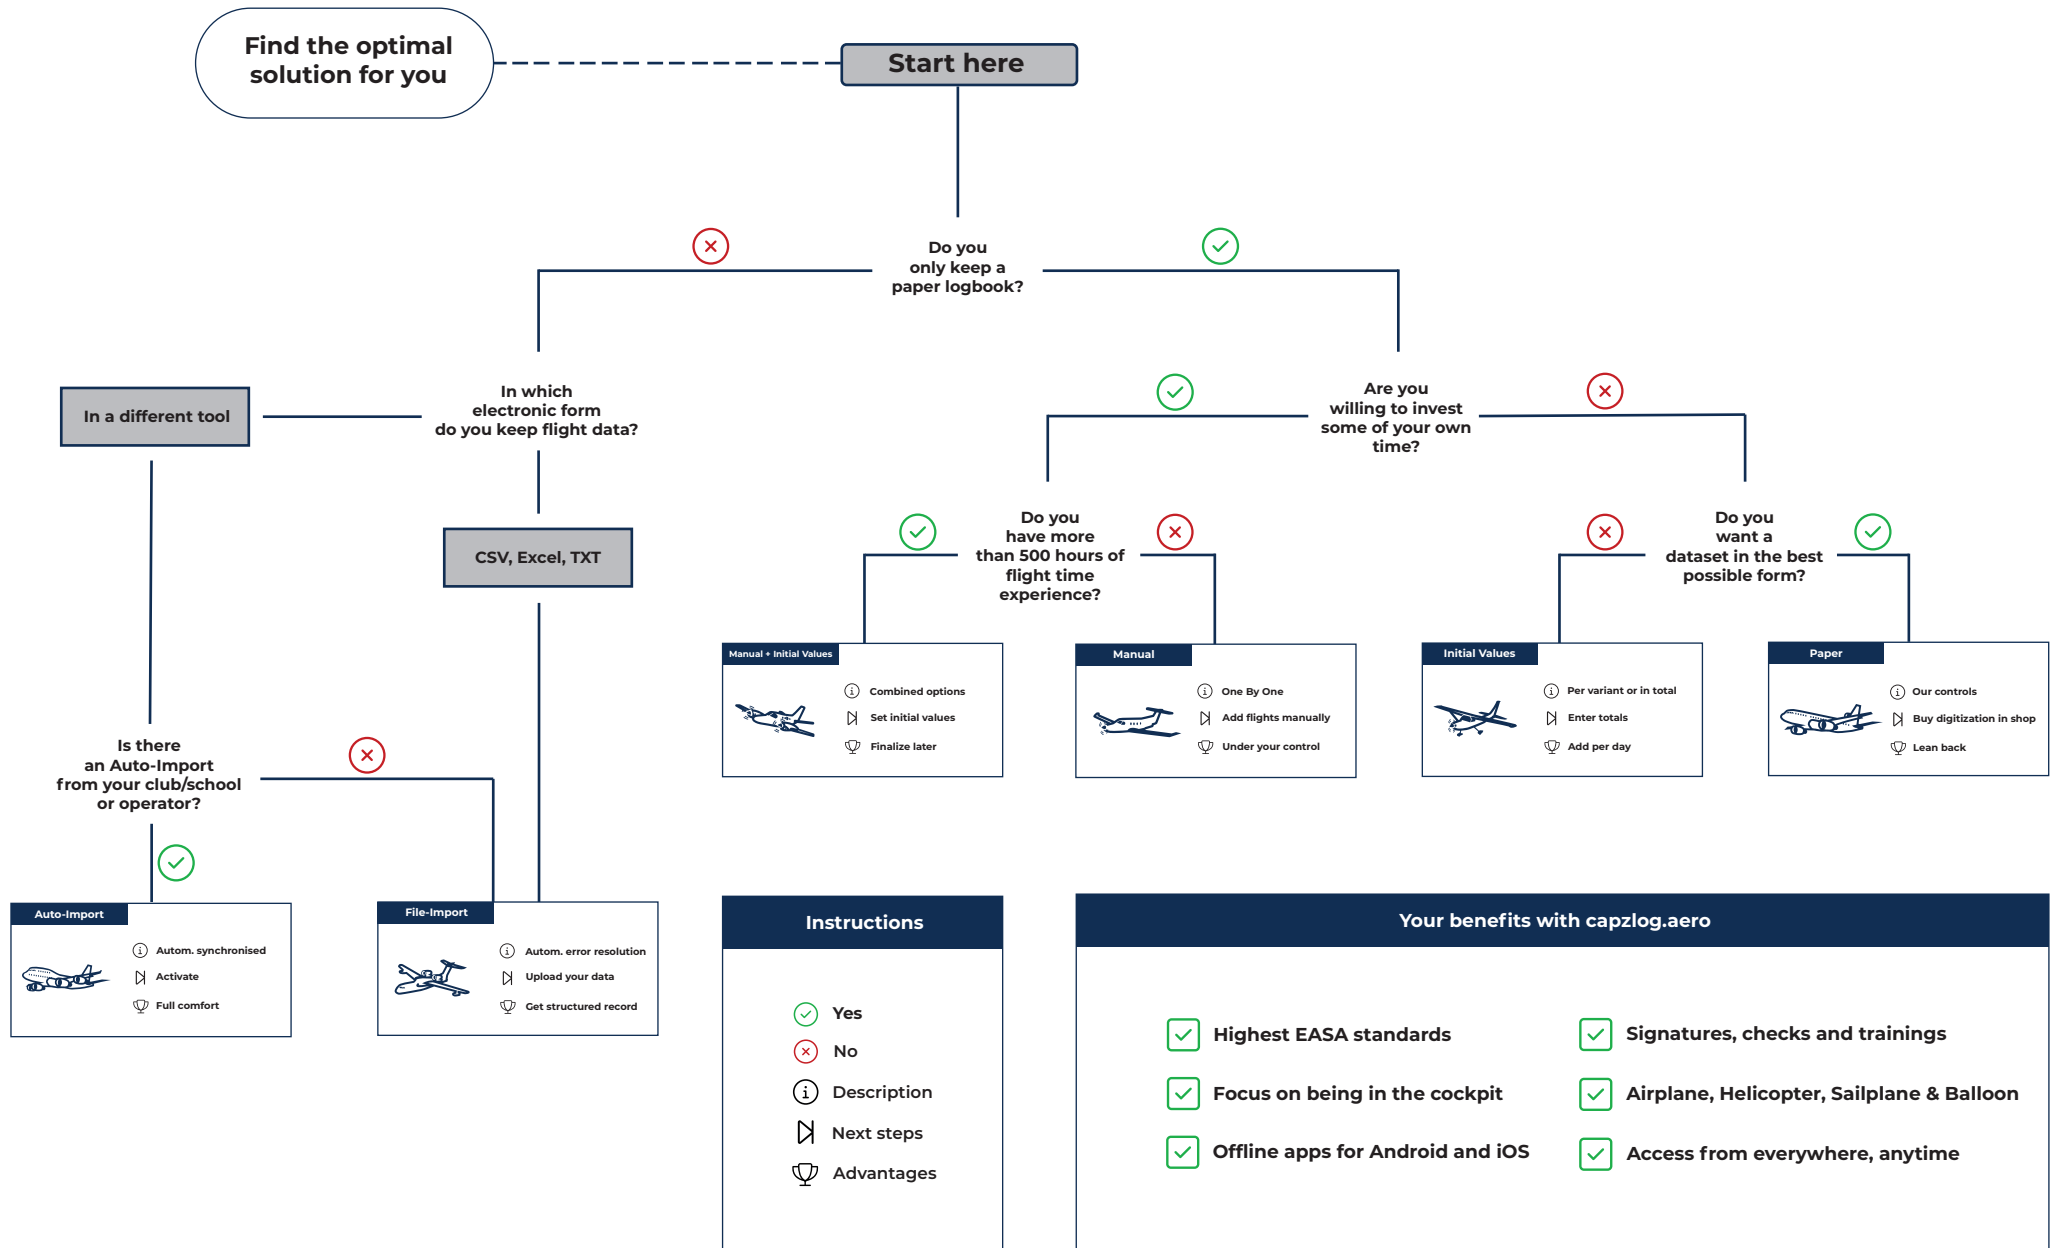 Find the optimal
solution for you
Start here
Do you
only keep a
paper logbook?
In which
electronic form
do you keep flight data?
In a different tool
CSV, Excel, TXT
Are you
willing to invest
some of your own
time?
Do you
have more
than 500 hours of
flight time
experience?
Do you
want a
dataset in the best
possible form?
Manual + Initial Values
Combined options
Set initial values
Finalize later
Manual
One By One
Add flights manually
Under your control
Initial Values
Per variant or in total
Enter totals
Add per day
Paper
Our controls
Buy digitization in shop
Lean back
Is there
an Auto-Import
from your club/school
or operator?
Auto-Import
Autom. synchronised
Activate
Full comfort
File-Import
Autom. error resolution
Upload your data
Get structured record
Instructions
Yes
No
Description
Next steps
Advantages
Your benefits with capzlog.aero
Highest EASA standards
Focus on being in the cockpit
Offline apps for Android and iOS
Signatures, checks and trainings
Airplane, Helicopter, Sailplane & Balloon
Access from everywhere, anytime